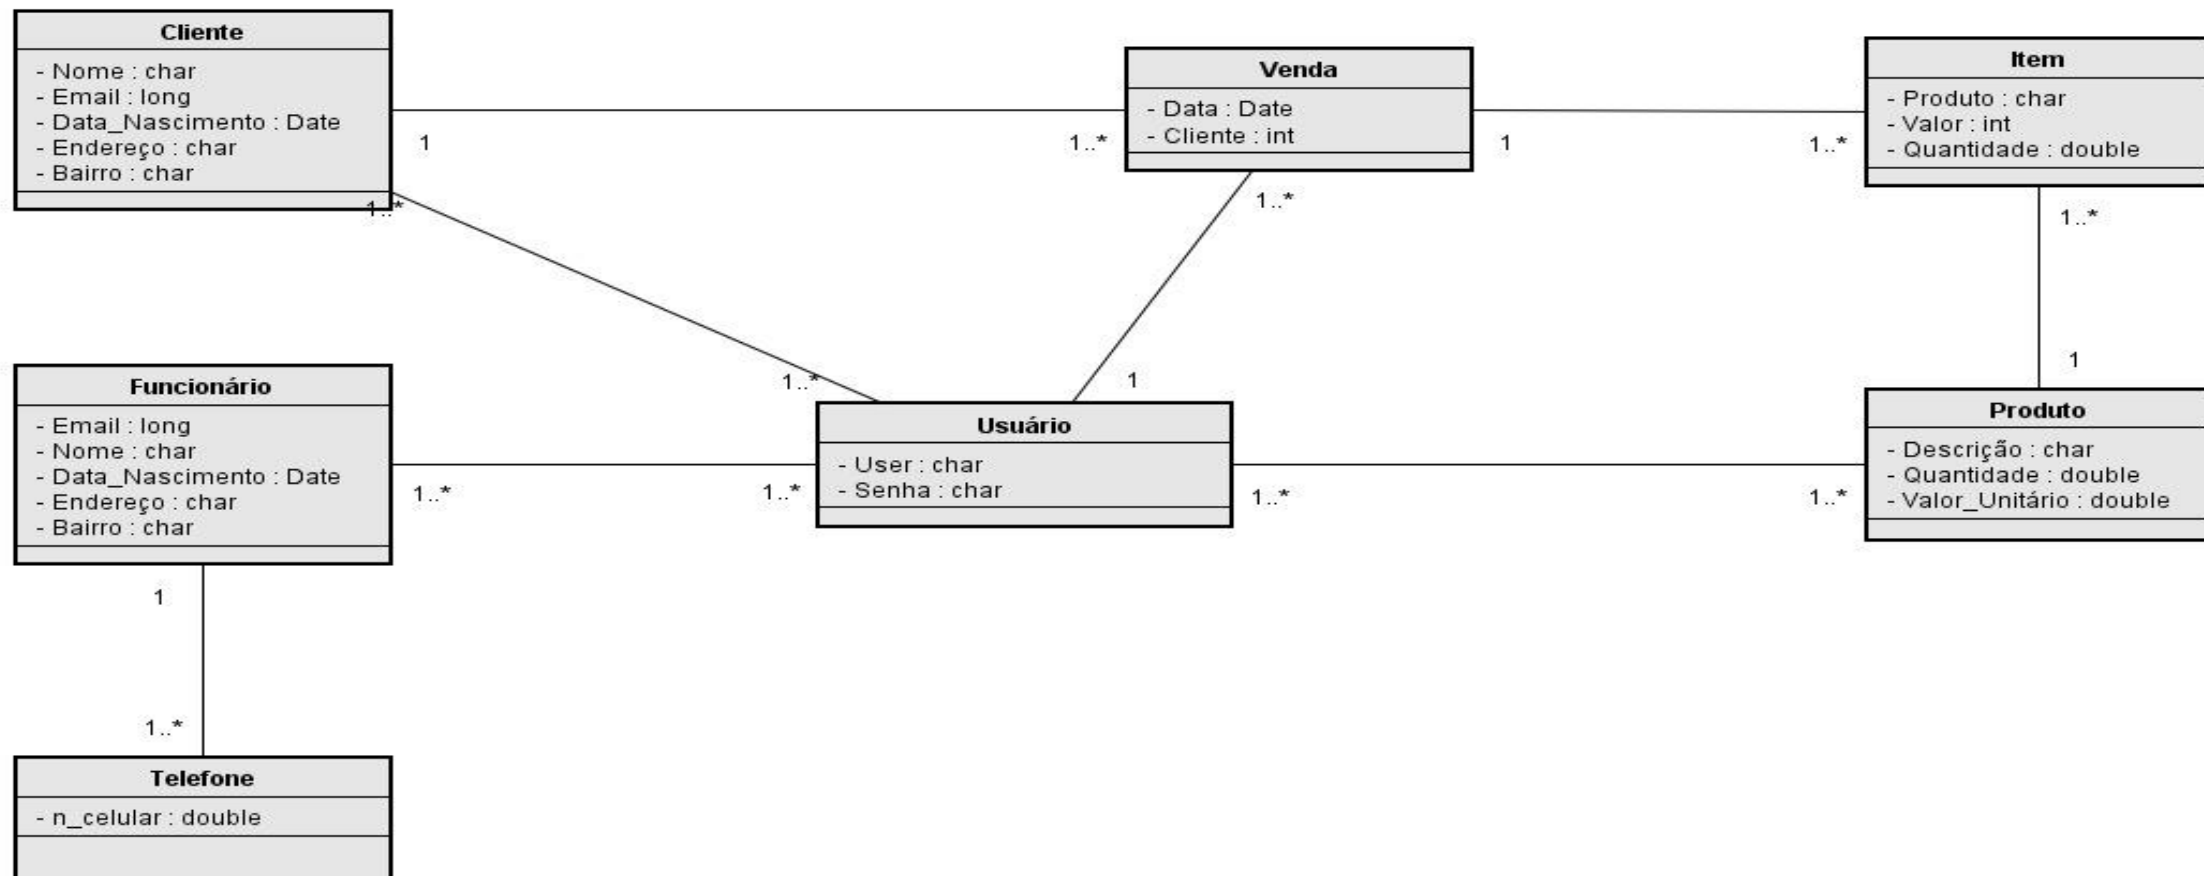 Cliente
- Nome : char
- Email : long
- Data_Nascimento : Date
- Endereço : char
- Bairro : char
1
1..*
1..*
Venda
- Data : Date
- Cliente : int
1..*
1
1..*
Item
- Produto : char
- Valor : int
- Quantidade : double
1..*
1
1..*
1
Funcionário
- Email : long
- Nome : char
- Data_Nascimento : Date
- Endereço : char
- Bairro : char
1..*
1..*
Usuário
- User : char
- Senha : char
1..*
1..*
Produto
- Descrição : char
- Quantidade : double
- Valor_Unitário : double
1
1..*
Telefone
- n_celular : double